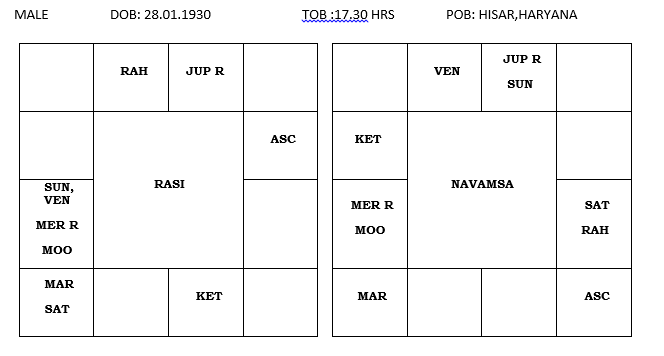 MALE DOB: 28.01.1930 TOB :17.30 HRS POB: HISAR,HARYANA
RAH JUP R
ASC
SUN,
VEN
MER R
MOO
RASI
MAR
SAT
KET
VEN JUP R
SUN
KET
MER R
MOO
NAVAMSA
SAT
RAH
MAR ASC